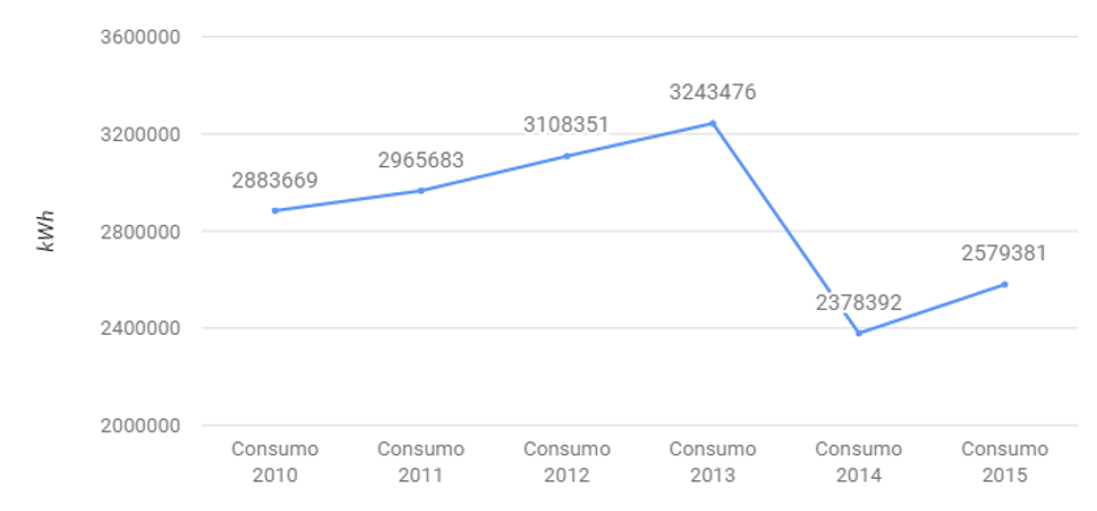 3600000
3243476
3200000
3108351
2965683
2883669
2800000
kWh
2579381
2378392
2400000
2000000
Consumo 2010
Consumo 2011
Consumo 2012
Consumo 2013
Consumo 2014
Consumo 2015